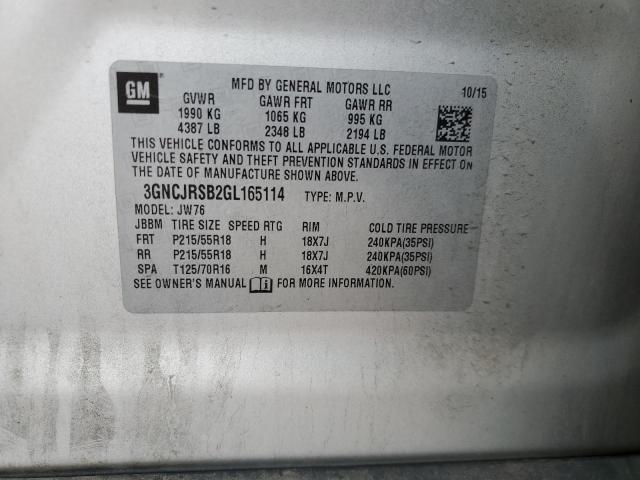 GM
MFD BY GENERAL MOTORS LLC
10/15
GVWR GAWR FRT GAWR RR
1990 KG 1065 KG 995 KG
4387 LB 2348 LB 2194 LB
THIS VEHICLE CONFORMS TO ALL APPLICABLE U.S. FEDERAL MOTOR
VEHICLE SAFETY AND THEFT PREVENTION STANDARDS IN EFFECT ON
THE DATE OF MANUFACTURE SHOWN ABOVE.
3GNCJRSB2GL165114 TYPE: M.P.V.
MODEL: JW76
JBBM TIRE SIZE SPEED RTG RIM COLD TIRE PRESSURE
FRT P215/55R18 H 18X7J 240KPA(35PSI)
RR P215/55R18 H 18X7J 240KPA(35PSI)
SPA T125/70R16 M 16X4T 420KPA(60PSI)
SEE OWNER'S MANUAL FOR MORE INFORMATION.